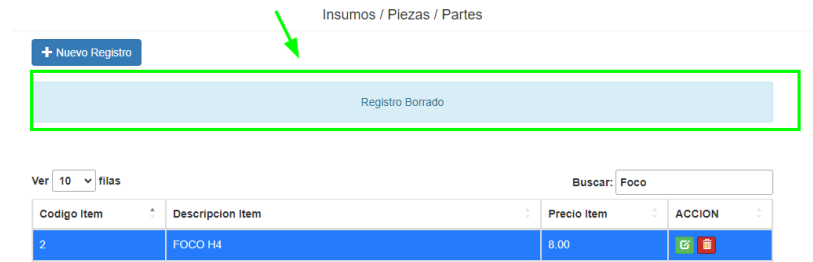 Insumos / Piezas / Partes
Nuevo Registro
Registro Borrado
Ver 10 filas
Buscar: Foco
Codigo Item Descripcion Item Precio Item ACCION
2 FOCO H4 8.00